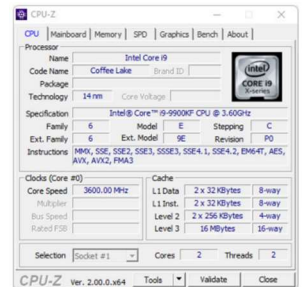 CPU-Z
CPU Mainboard Memory SPD Graphics Bench About
Processor
Name Intel Core i9
Code Name Coffee Lake Brand ID
Package
Technology 14 nm Core Voltage
Specification Intel® Core™ i9-9900KF CPU @ 3.60GHz
Family 6 Model E Stepping C
Ext. Family 6 Ext. Model 9E Revision P0
Instructions MMX, SSE, SSE2, SSE3, SSSE3, SSE4.1, SSE4.2, EM64T, AES,
AVX, AVX2, FMA3
intel
CORE i9
X-series
Clocks (Core #0)
Core Speed 3600.00 MHz
Multiplier
Bus Speed
Rated FSB
Cache
L1 Data 2 x 32 KBytes 8-way
L1 Inst. 2 x 32 KBytes 8-way
Level 2 2 x 256 KBytes 4-way
Level 3 16 MBytes 16-way
Selection Socket #1 Cores 2 Threads 2
CPU-Z Ver. 2.00.0.x64 Tools Validate Close